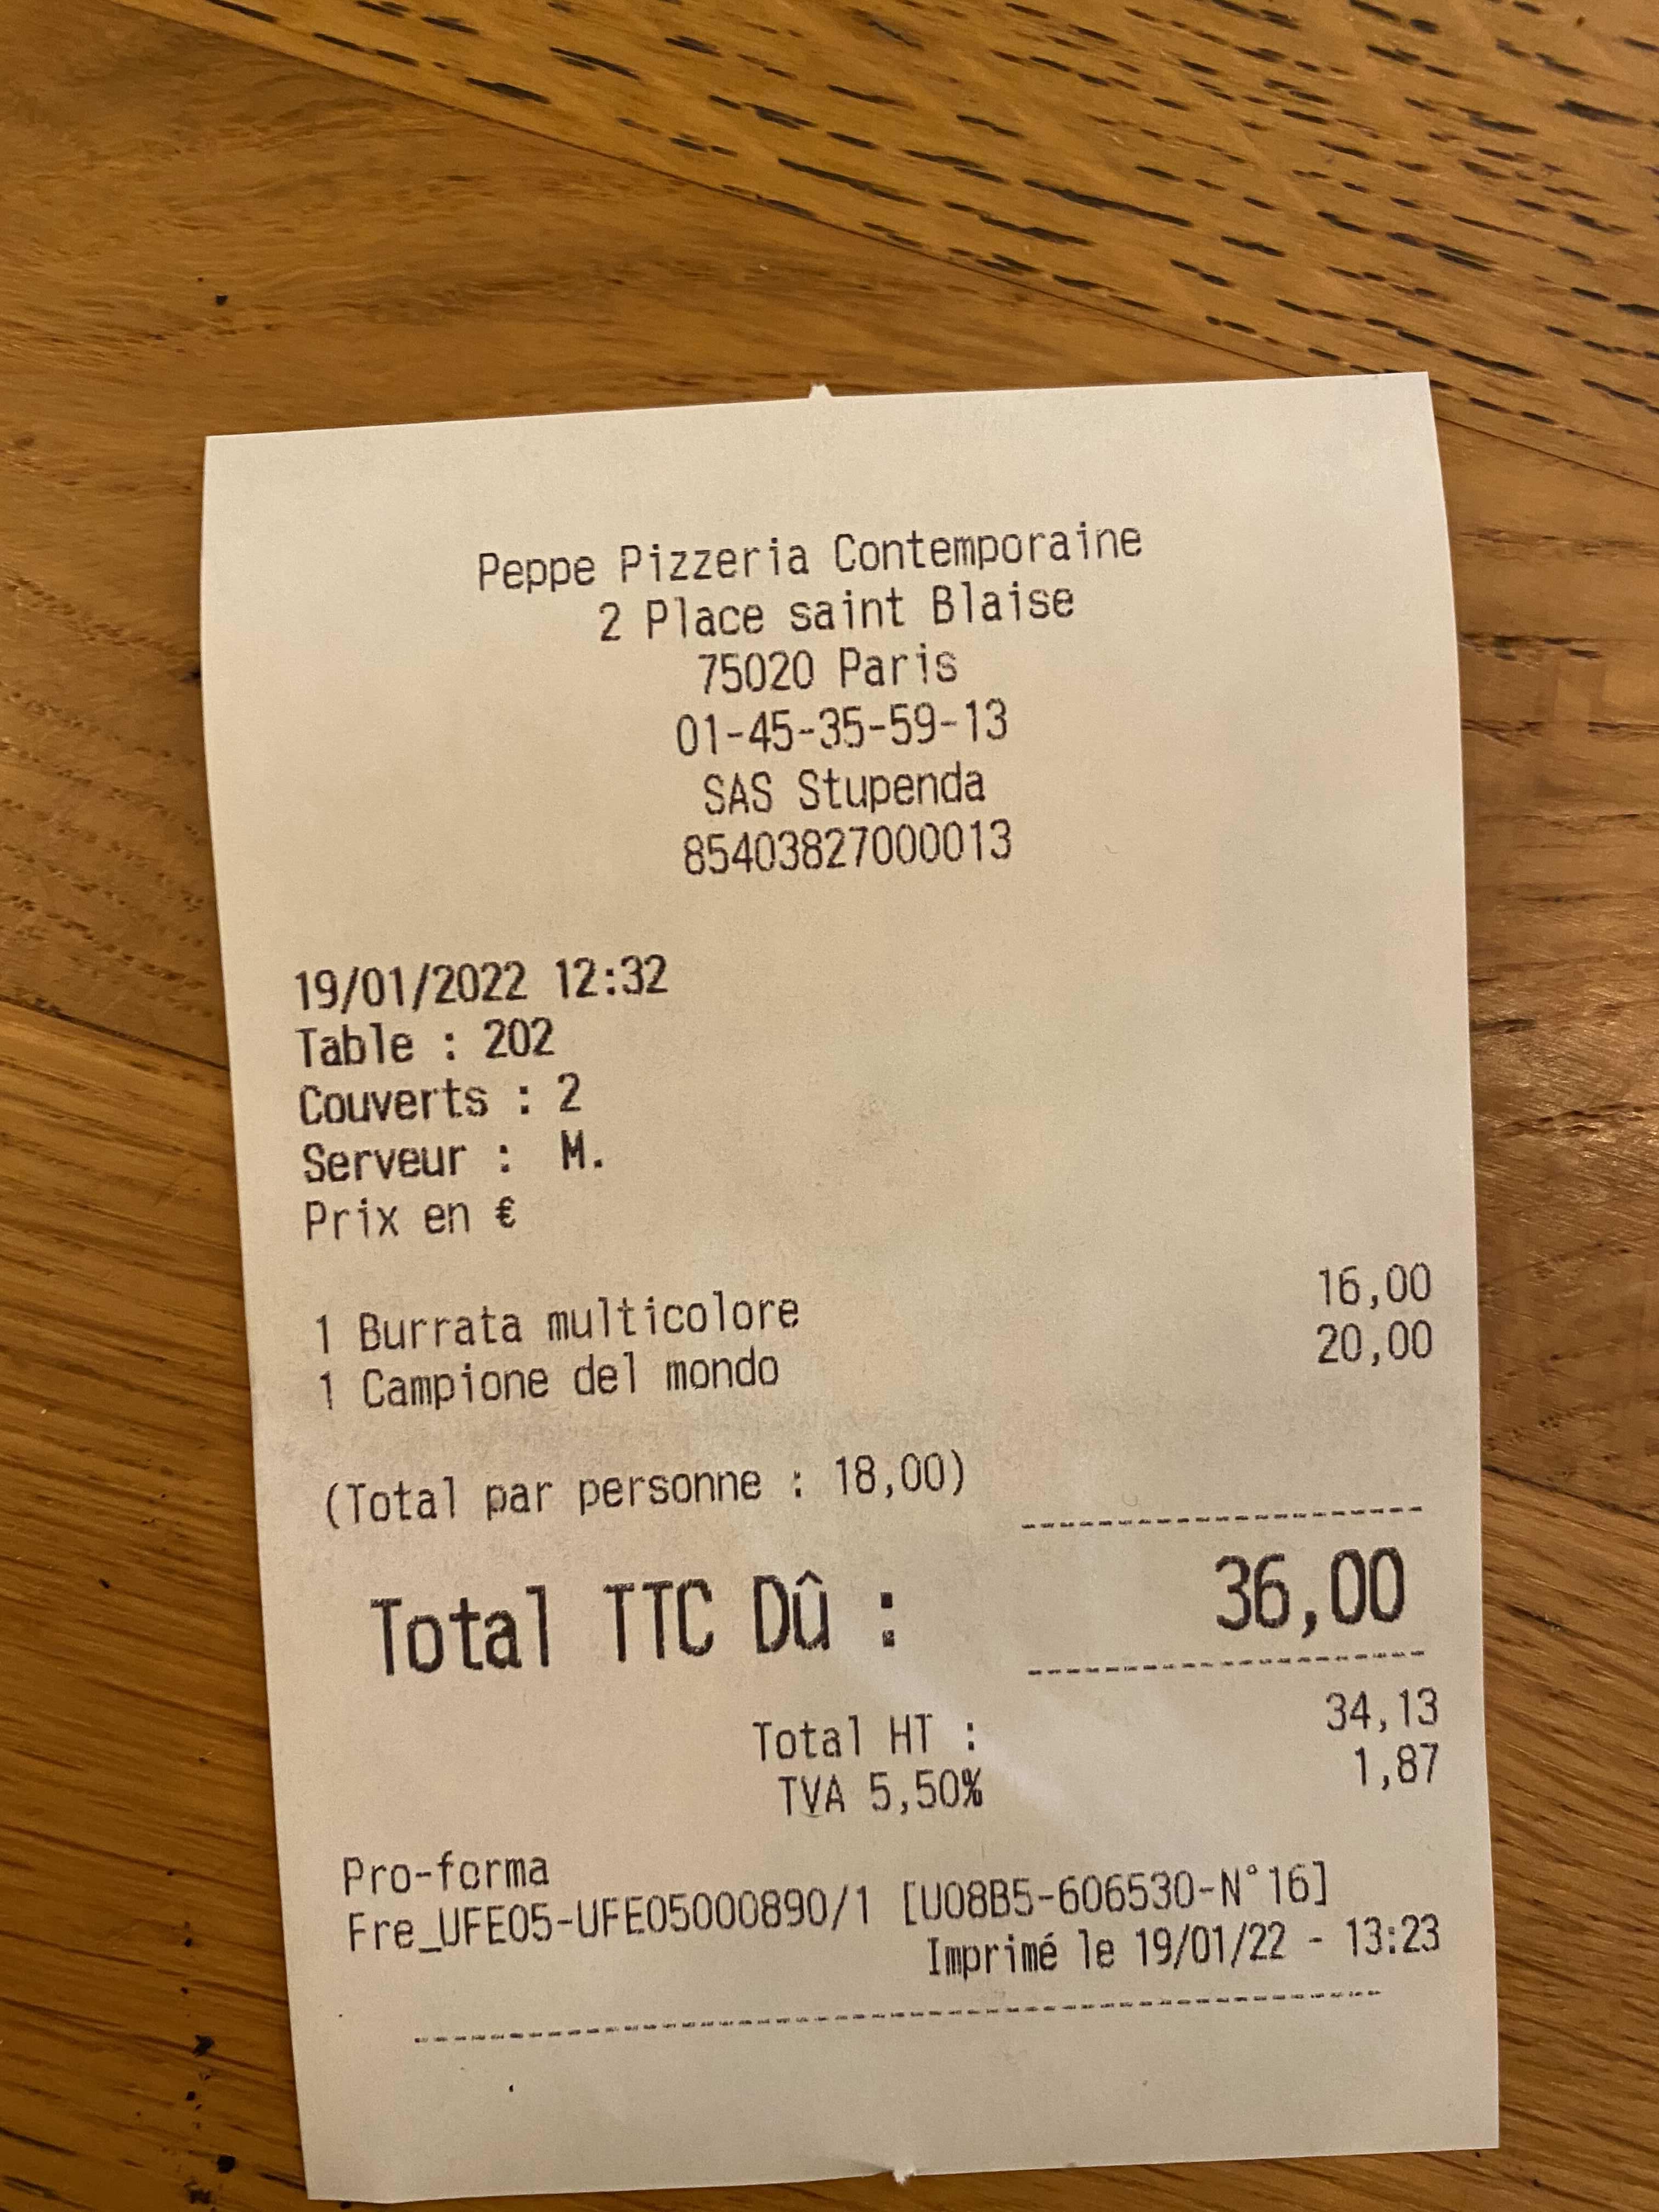 Peppe Pizzeria Contemporaine
2 Place saint Blaise
75020 Paris
01-45-35-59-13
SAS Stupenda
85403827000013
19/01/2022 12:32
Table : 202
Couverts : 2
Serveur : M.
Prix en €
1 Burrata multicolore 16,00
1 Campione del mondo 20,00
(Total par personne : 18,00)
Total TTC Dû : 36,00
Total HT : 34,13
TVA 5,50% 1,87
Pro-forma
Fre_UFE05-UFE05000890/1 [U08B5-606530-N°16]
Imprimé le 19/01/22 - 13:23